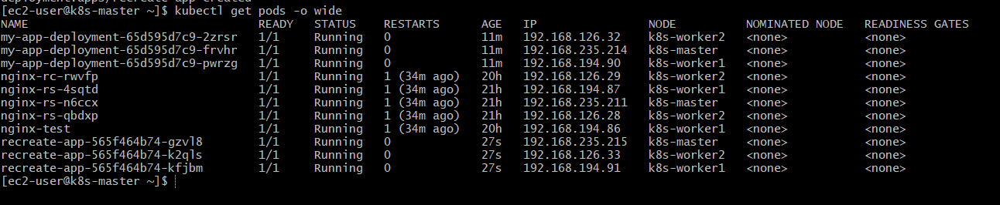 deployment.apps/recreate-app created
[ec2-user@k8s-master ~]$ kubectl get pods -o wide
NAME READY STATUS RESTARTS AGE IP NODE NOMINATED NODE READINESS GATES
my-app-deployment-65d595d7c9-2zrsr 1/1 Running 0 11m 192.168.126.32 k8s-worker2 <none> <none>
my-app-deployment-65d595d7c9-frvhr 1/1 Running 0 11m 192.168.235.214 k8s-master <none> <none>
my-app-deployment-65d595d7c9-pwrzg 1/1 Running 0 11m 192.168.194.90 k8s-worker1 <none> <none>
nginx-rc-rwvfp 1/1 Running 1 (34m ago) 20h 192.168.126.29 k8s-worker2 <none> <none>
nginx-rs-4sqtd 1/1 Running 1 (34m ago) 21h 192.168.194.87 k8s-worker1 <none> <none>
nginx-rs-n6ccx 1/1 Running 1 (34m ago) 21h 192.168.235.211 k8s-master <none> <none>
nginx-rs-qbdxp 1/1 Running 1 (34m ago) 21h 192.168.126.28 k8s-worker2 <none> <none>
nginx-test 1/1 Running 1 (34m ago) 20h 192.168.194.86 k8s-worker1 <none> <none>
recreate-app-565f464b74-gzvl8 1/1 Running 0 27s 192.168.235.215 k8s-master <none> <none>
recreate-app-565f464b74-k2qls 1/1 Running 0 27s 192.168.126.33 k8s-worker2 <none> <none>
recreate-app-565f464b74-kfjbm 1/1 Running 0 27s 192.168.194.91 k8s-worker1 <none> <none>
[ec2-user@k8s-master ~]$